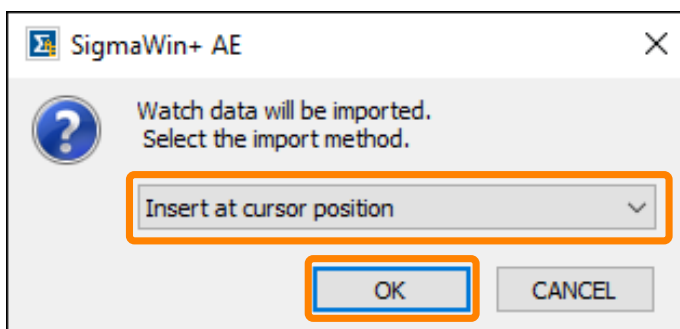 SigmaWin+ AE
Watch data will be imported.
Select the import method.
Insert at cursor position
OK
CANCEL